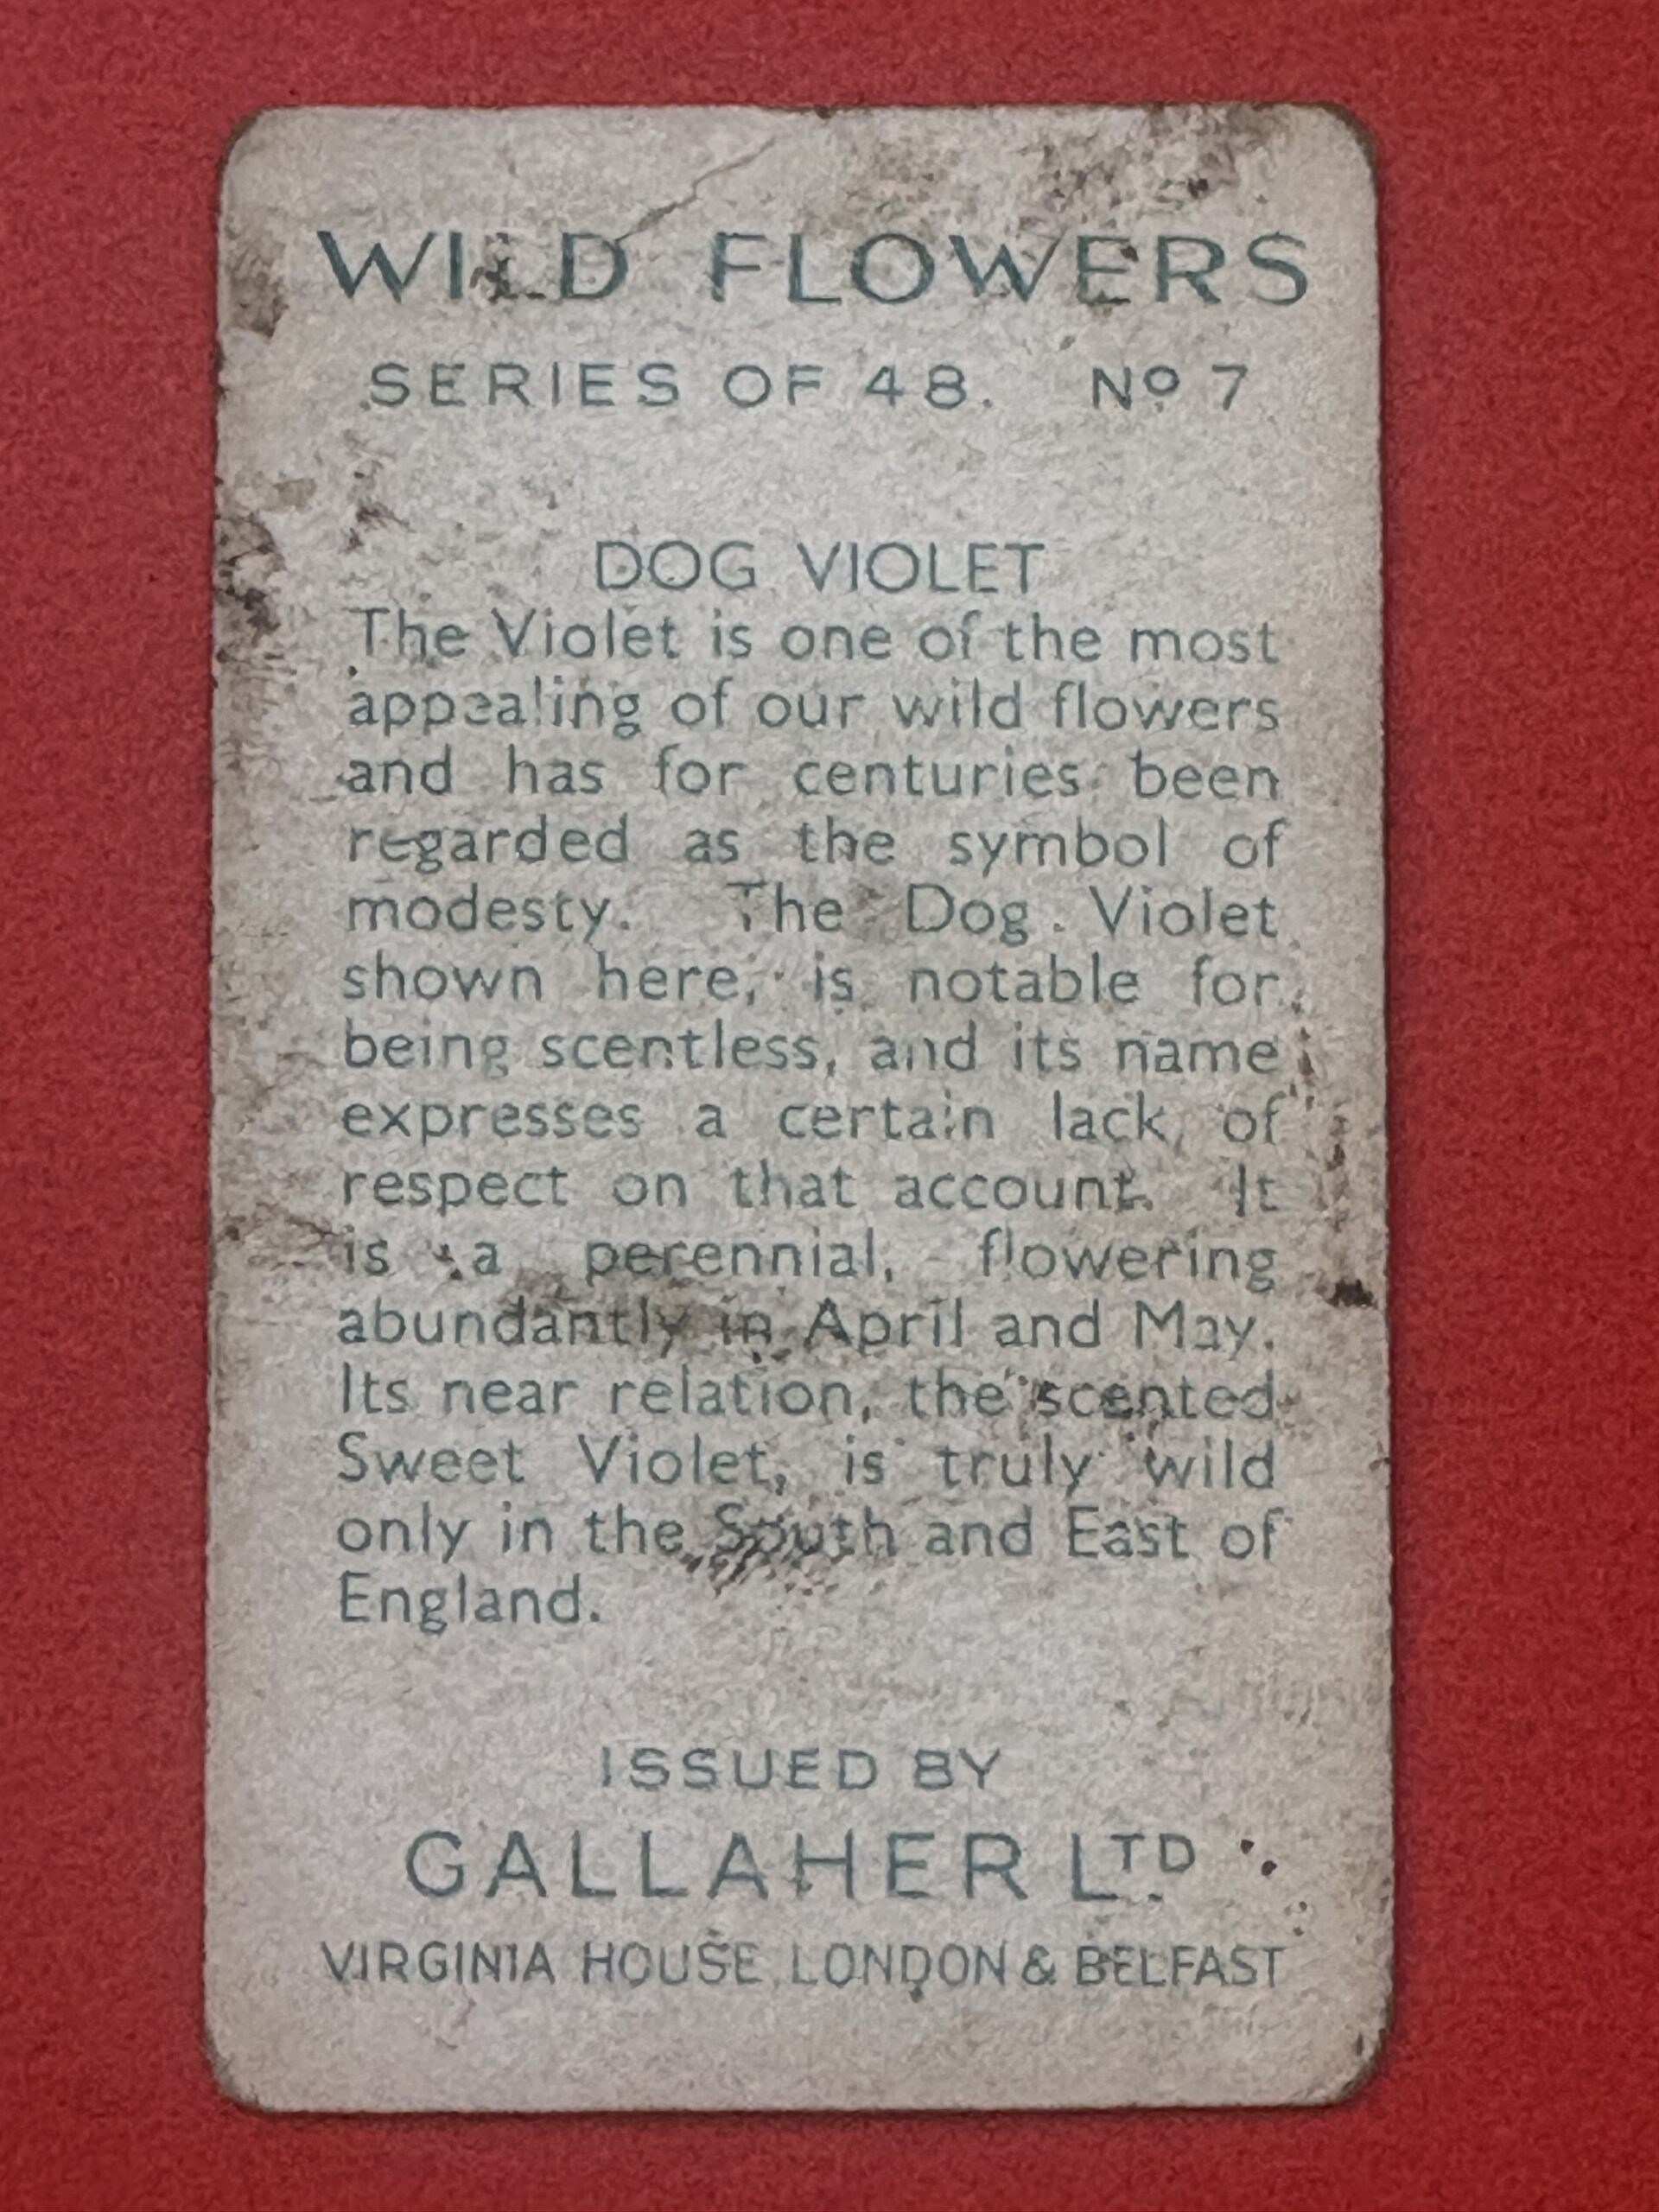 WILD FLOWERS
SERIES OF 48. Nº 7
DOG VIOLET
The Violet is one of the most
appealing of our wild flowers
and has for centuries been
regarded as the symbol of
modesty. The Dog Violet
shown here, is notable for
being scentless, and its name
expresses a certain lack of
respect on that account. It
is a perennial, flowering
abundantly in April and May.
Its near relation, the scented
Sweet Violet, is truly wild
only in the South and East of
England.
ISSUED BY
GALLAHER LTD
VIRGINIA HOUSE, LONDON & BELFAST